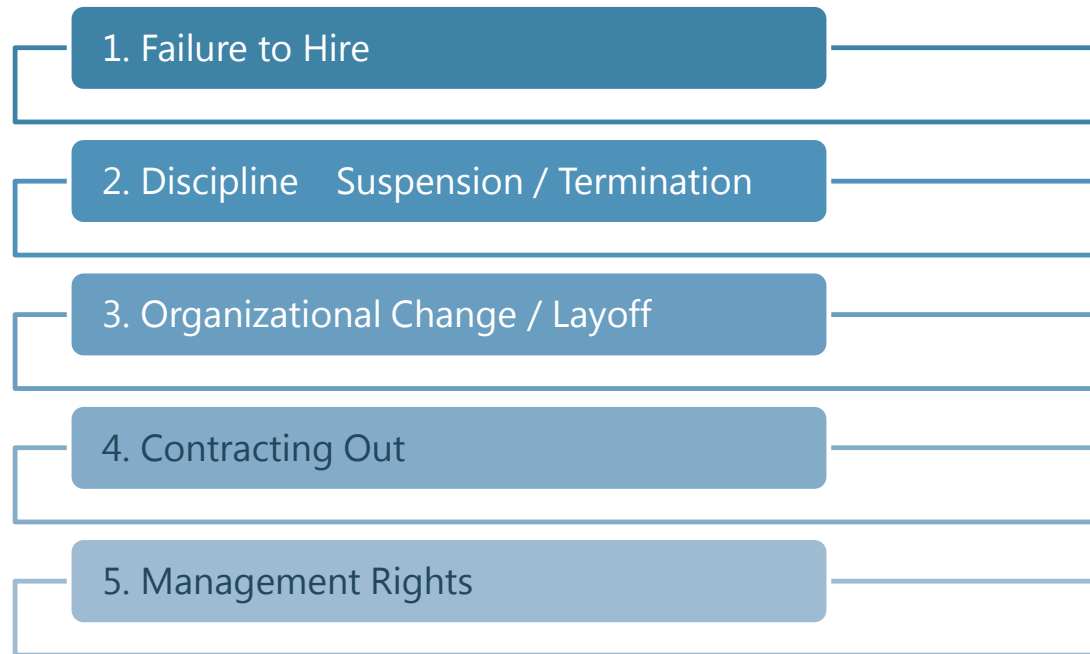 1. Failure to Hire
2. Discipline   Suspension / Termination
3. Organizational Change / Layoff
4. Contracting Out
5. Management Rights